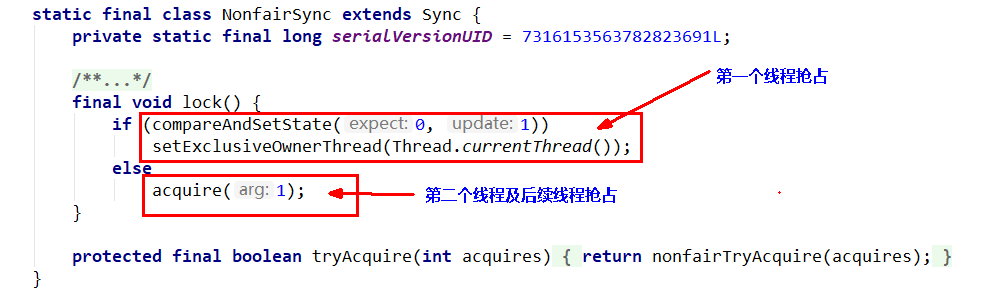 static final class NonfairSync extends Sync {
private static final long serialVersionUID = 7316153563782823691L;
/**...*/
final void lock() {
if (compareAndSetState( expect: 0, update: 1))
第一个线程抢占
setExclusiveOwnerThread(Thread.currentThread());
else
acquire( arg: 1);
第二个线程及后续线程抢占
}
protected final boolean tryAcquire(int acquires) { return nonfairTryAcquire(acquires); }
}